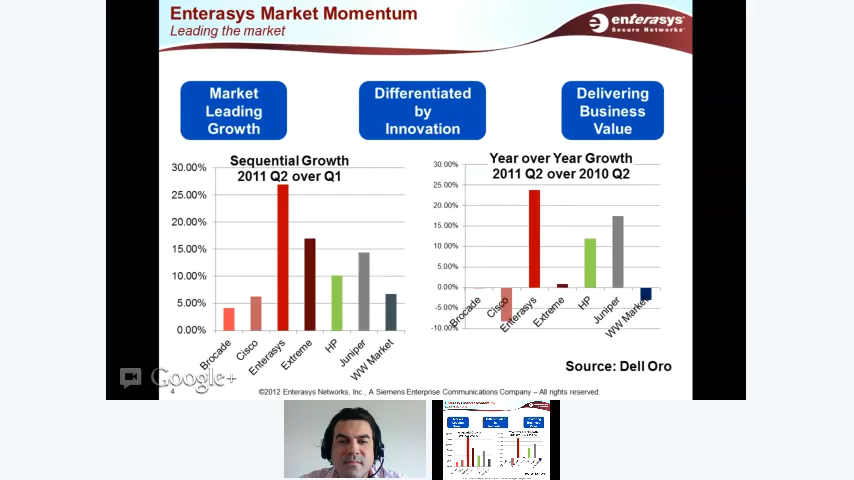 Enterasys Market Momentum
Leading the market
enterasys
Secure Networks
Market
Leading
Growth
Differentiated
by
Innovation
Delivering
Business
Value
Sequential Growth
2011 Q2 over Q1
30.00%
25.00%
20.00%
15.00%
10.00%
5.00%
0.00%
Brocade
Cisco
Enterasys
Extreme
HP
Juniper
WW Market
Year over Year Growth
2011 Q2 over 2010 Q2
30.00%
25.00%
20.00%
15.00%
10.00%
5.00%
0.00%
-5.00%
-10.00%
Brocade
Cisco
Enterasys
Extreme
HP
Juniper
WW Market
Source: Dell Oro
Google+
4
©2012 Enterasys Networks, Inc., A Siemens Enterprise Communications Company – All rights reserved.